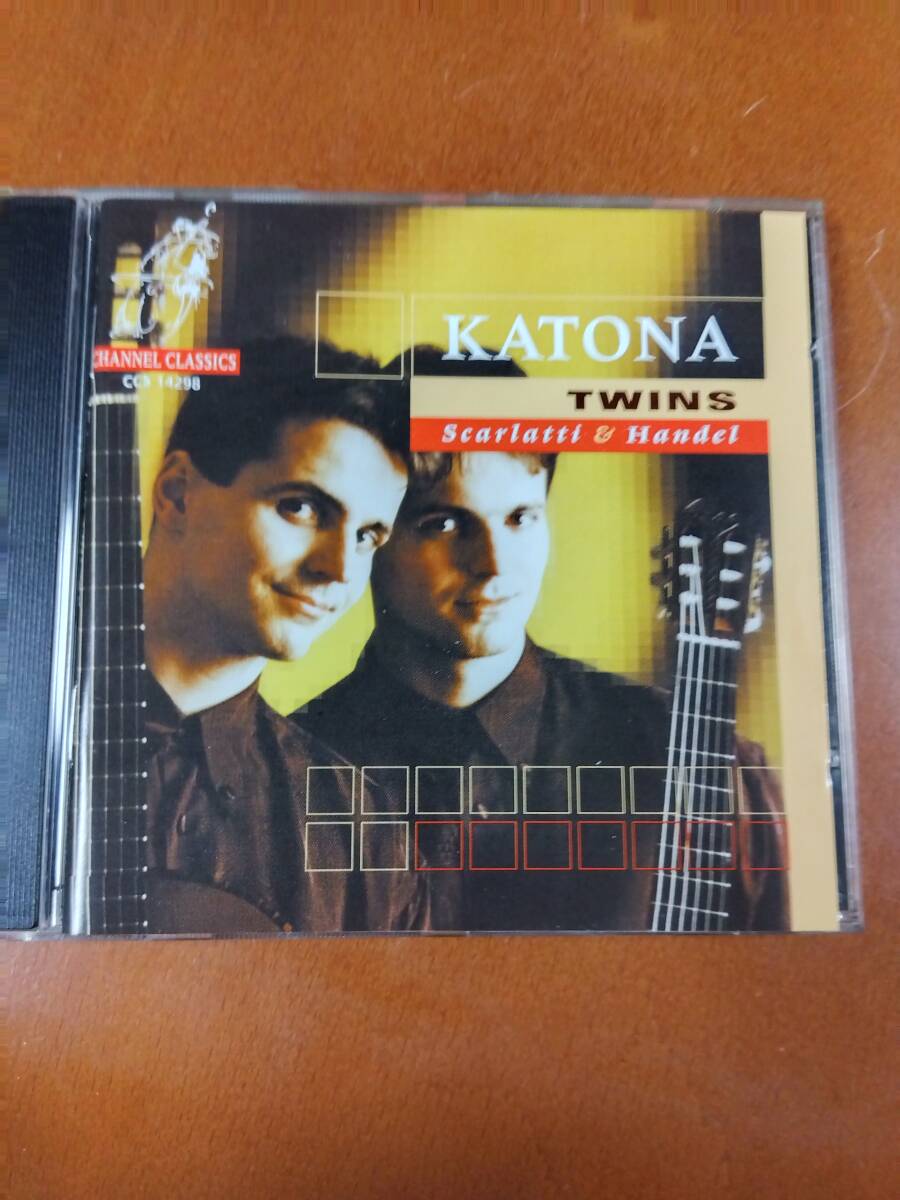 CHANNEL CLASSICS
CCS 14298
KATONA
TWINS
Scarlatti & Handel